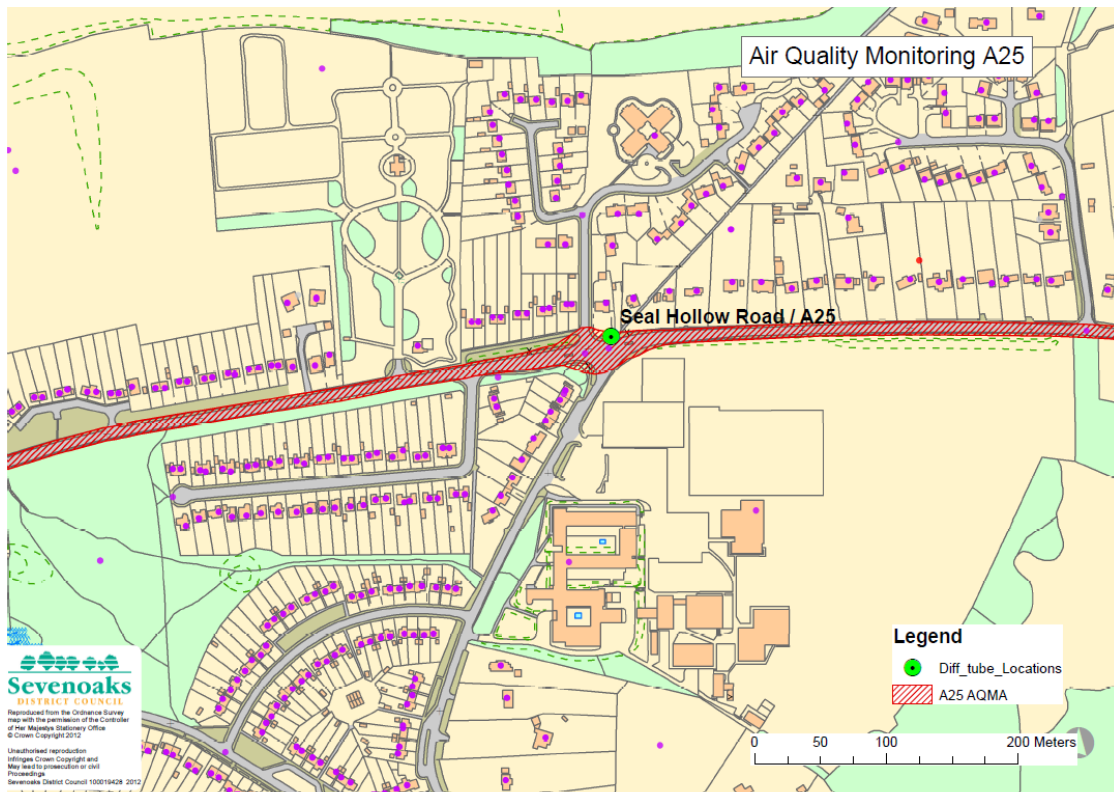 Air Quality Monitoring A25
Seal Hollow Road / A25
Legend
Diff_tube_Locations
A25 AQMA
0 50 100 200 Meters
Sevenoaks
DISTRICT COUNCIL
Reproduced from the Ordnance Survey
map with the permission of the Controller
of Her Majestys Stationery Office
© Crown Copyright 2012
Unauthorised reproduction
Infringes Crown Copyright and
May lead to prosecution or civil
Proceedings
Sevenoaks District Council 100019428 2012